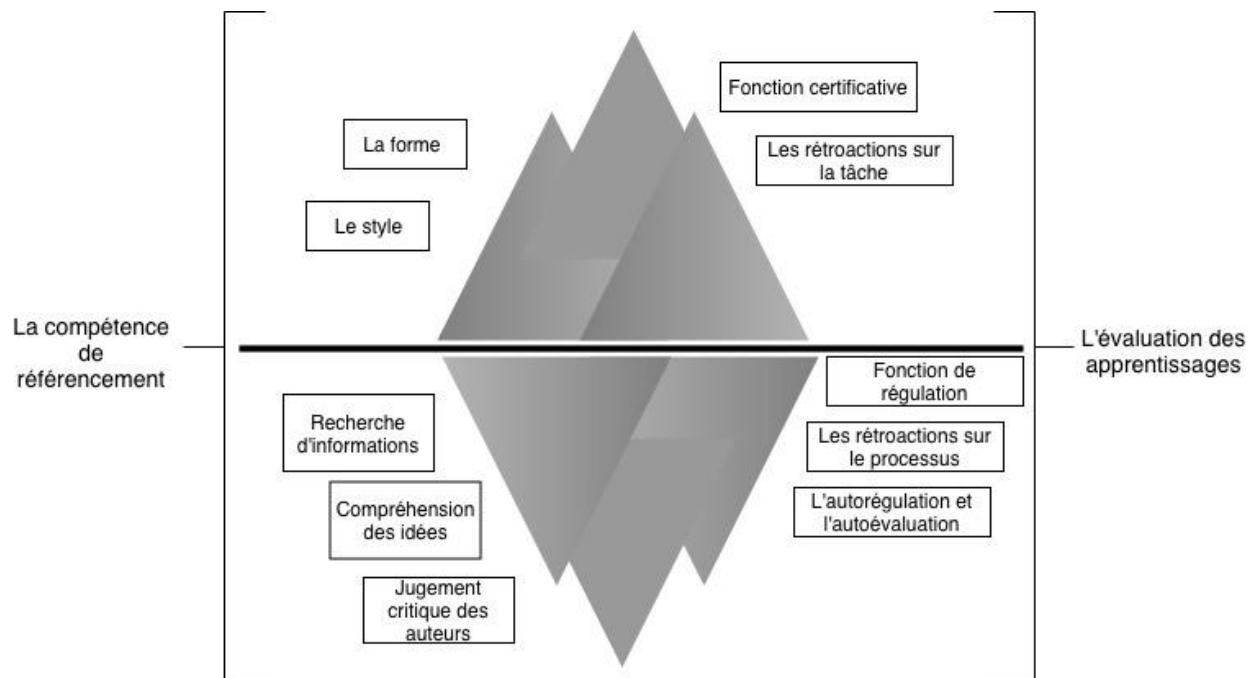 La forme
Le style
Fonction certificative
Les rétroactions sur
la tâche
La compétence
de
référencement
L'évaluation des
apprentissages
Recherche
d'informations
Compréhension
des idées
Jugement
critique des
auteurs
Fonction de
régulation
Les rétroactions sur
le processus
L'autorégulation et
l'autoévaluation